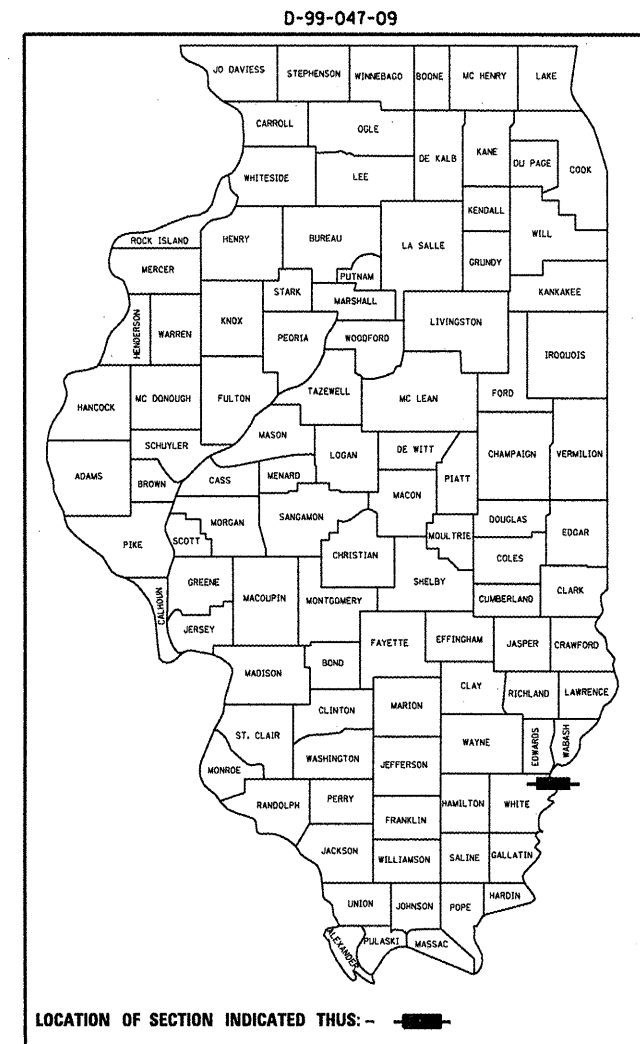 D-99-047-09
JO DAVIESS STEPHENSON WINNEBAGO BOONE MC HENRY LAKE
CARROLL OGLE DE KALB KANE DU PAGE COOK
WHITESIDE LEE
KENDALL WILL
ROCK ISLAND HENRY BUREAU LA SALLE GRUNDY
MERCER PUTNAM
STARK MARSHALL KANKAKEE
HENDERSON WARREN KNOX PEORIA WOODFORD LIVINGSTON IROQUOIS
HANCOCK MC DONOUGH FULTON TAZEWELL MC LEAN FORD
MASON
SCHUYLER LOGAN DE WITT CHAMPAIGN VERMILION
ADAMS BROWN CASS MENARD MACON PIATT
MORGAN SANGAMON DOUGLAS
PIKE SCOTT CHRISTIAN MOULTRIE COLES EDGAR
GREENE MACOUPIN MONTGOMERY SHELBY CUMBERLAND CLARK
CALHOUN JERSEY
FAYETTE EFFINGHAM JASPER CRAWFORD
MADISON BOND
CLAY RICHLAND LAWRENCE
CLINTON MARION
ST. CLAIR WAYNE EDWARDS WABASH
WASHINGTON JEFFERSON
MONROE
RANDOLPH PERRY HAMILTON WHITE
FRANKLIN
JACKSON WILLIAMSON SALINE GALLATIN
UNION JOHNSON POPE HARDIN
ALEXANDER PULASKI MASSAC
LOCATION OF SECTION INDICATED THUS: -